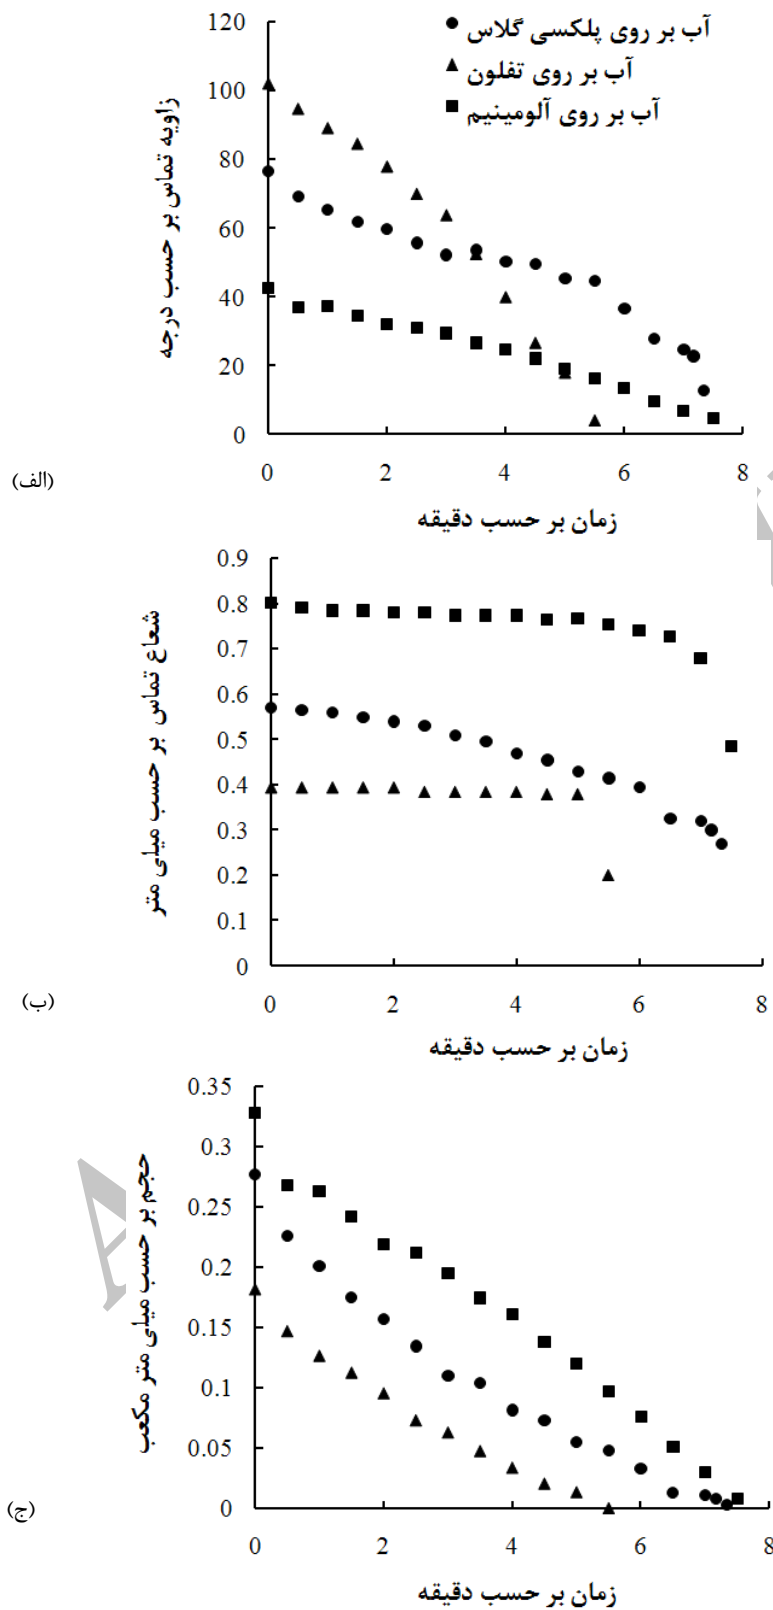 120
100
80
60
40
20
0
زاویه تماس بر حسب درجه
آب بر روی پلکسی گلاس
آب بر روی تفلون
آب بر روی آلومینیم
0 2 4 6 8
زمان بر حسب دقیقه
(الف)
0.9
0.8
0.7
0.6
0.5
0.4
0.3
0.2
0.1
0
شعاع تماس بر حسب میلی متر
0 2 4 6 8
زمان بر حسب دقیقه
(ب)
0.35
0.3
0.25
0.2
0.15
0.1
0.05
0
حجم بر حسب میلی متر مکعب
0 2 4 6 8
زمان بر حسب دقیقه
(ج)
A